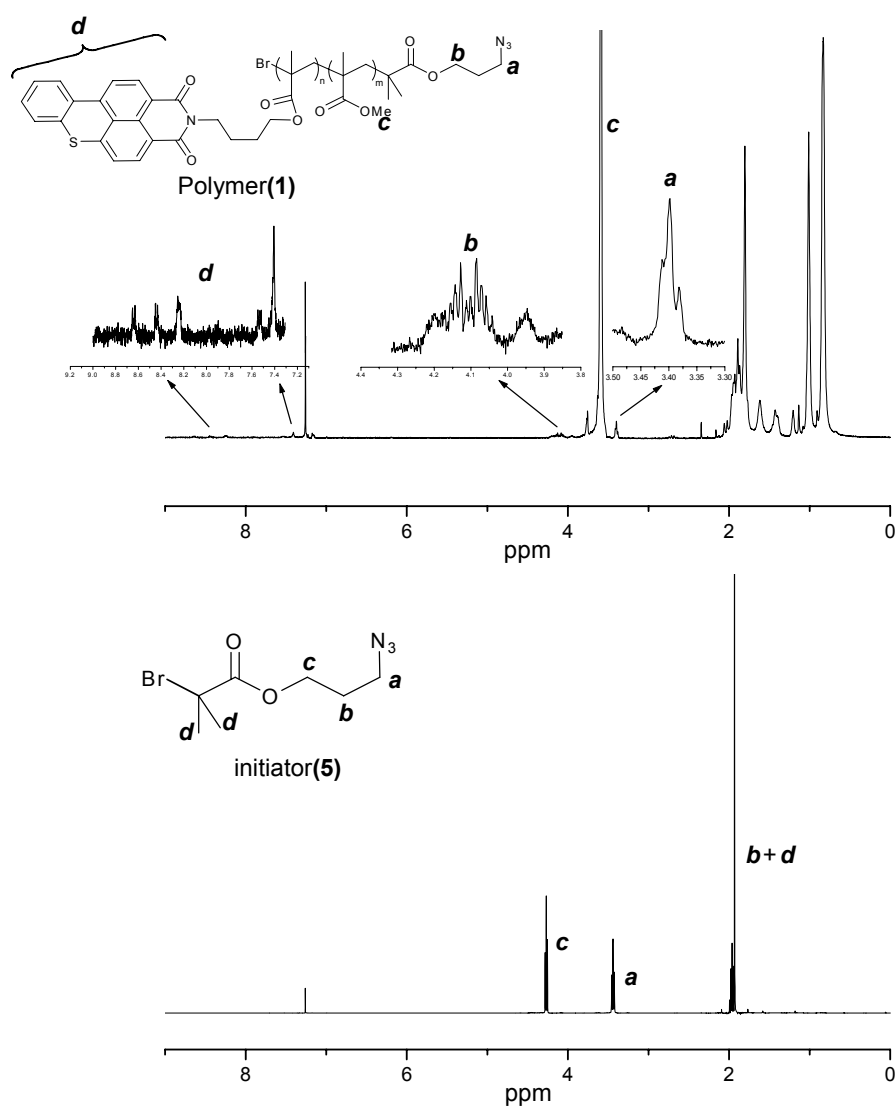 d
Br
n
m
O
O
b
N3
a
O
O
O
O
OMe
c
N
O
S
O
Polymer(1)
c
a
d
b
9.2 9.0 8.8 8.6 8.4 8.2 8.0 7.8 7.6 7.4 7.2
4.4 4.3 4.2 4.1 4.0 3.9 3.8
3.50 3.45 3.40 3.35 3.30
8 6 4 2 0
ppm
O
N3
Br
O
c
a
b
d
d
initiator(5)
b+d
c
a
8 6 4 2 0
ppm